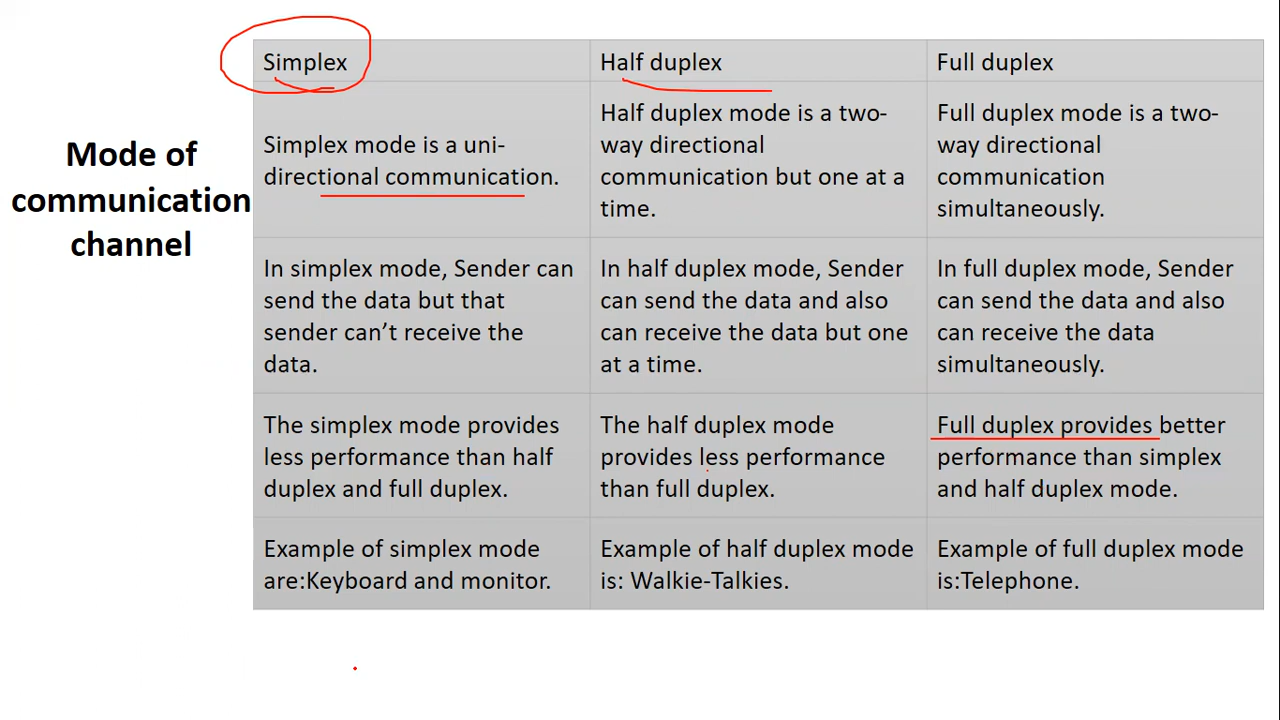 Mode of
communication
channel
Simplex
Half duplex
Full duplex
Simplex mode is a uni-
directional communication.
Half duplex mode is a two-
way directional
communication but one at a
time.
Full duplex mode is a two-
way directional
communication
simultaneously.
In simplex mode, Sender can
send the data but that
sender can’t receive the
data.
In half duplex mode, Sender
can send the data and also
can receive the data but one
at a time.
In full duplex mode, Sender
can send the data and also
can receive the data
simultaneously.
The simplex mode provides
less performance than half
duplex and full duplex.
The half duplex mode
provides less performance
than full duplex.
Full duplex provides better
performance than simplex
and half duplex mode.
Example of simplex mode
are:Keyboard and monitor.
Example of half duplex mode
is: Walkie-Talkies.
Example of full duplex mode
is:Telephone.